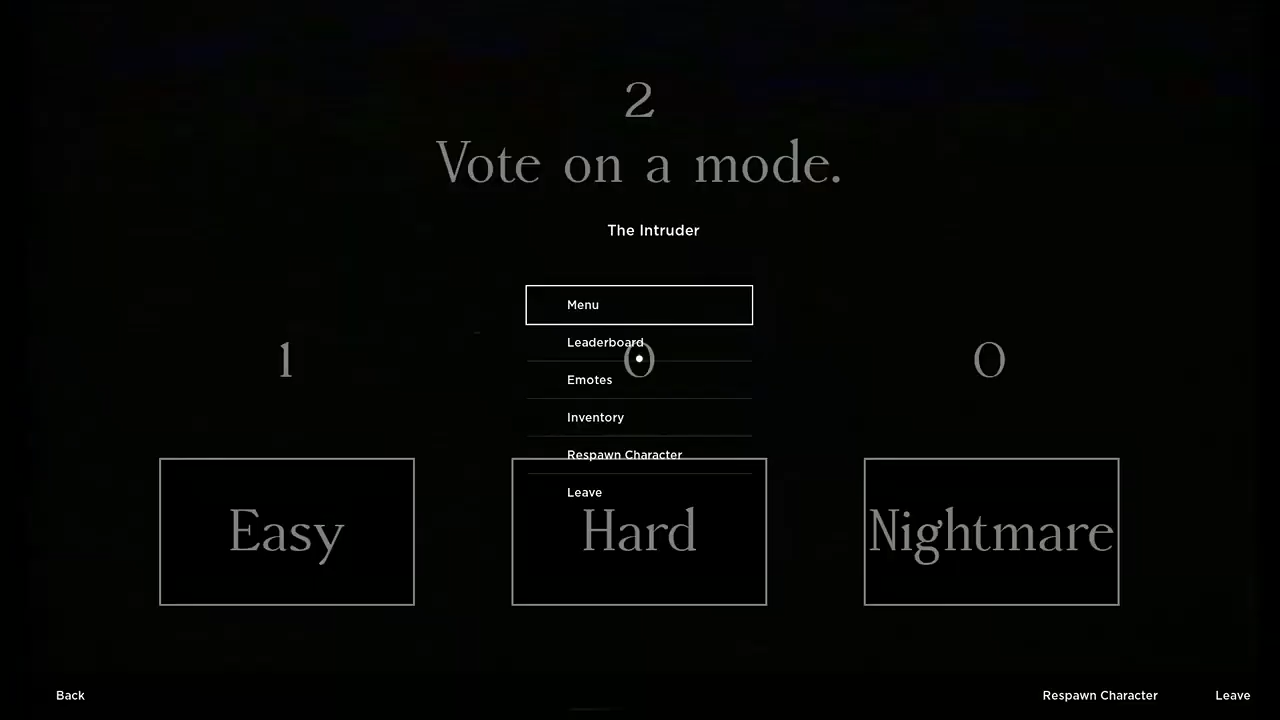 2
Vote on a mode.
The Intruder
Menu
Leaderboard
1
0
0
Emotes
Inventory
Respawn Character
Leave
Easy
Hard
Nightmare
Back
Respawn Character
Leave